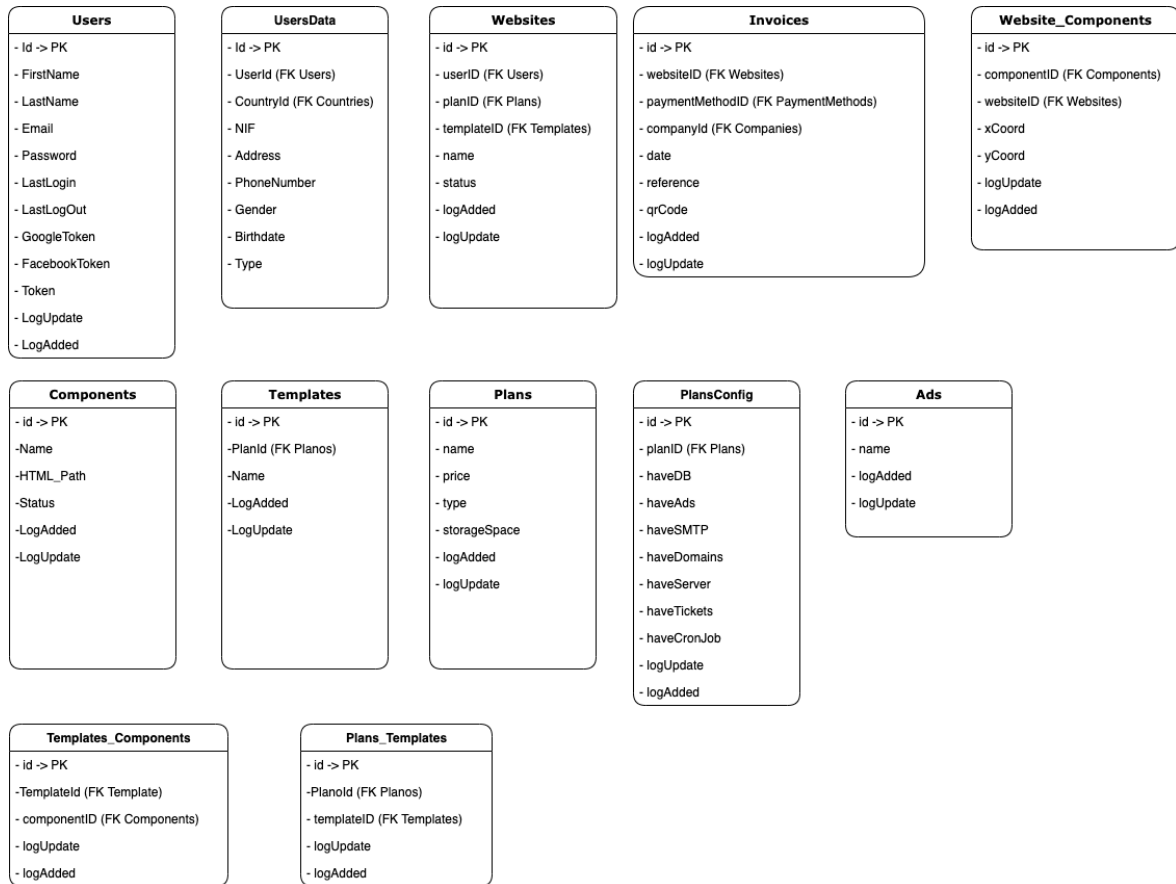 Users
- Id -> PK
- FirstName
- LastName
- Email
- Password
- LastLogin
- LastLogOut
- GoogleToken
- FacebookToken
- Token
- LogUpdate
- LogAdded
UsersData
- Id -> PK
- UserId (FK Users)
- CountryId (FK Countries)
- NIF
- Address
- PhoneNumber
- Gender
- Birthdate
- Type
Websites
- id -> PK
- userID (FK Users)
- planID (FK Plans)
- templateID (FK Templates)
- name
- status
- logAdded
- logUpdate
Invoices
- id -> PK
- websiteID (FK Websites)
- paymentMethodID (FK PaymentMethods)
- companyId (FK Companies)
- date
- reference
- qrCode
- logAdded
- logUpdate
Website_Components
- id -> PK
- componentID (FK Components)
- websiteID (FK Websites)
- xCoord
- yCoord
- logUpdate
- logAdded
Components
- id -> PK
-Name
-HTML_Path
-Status
-LogAdded
-LogUpdate
Templates
- id -> PK
-PlanId (FK Planos)
-Name
-LogAdded
-LogUpdate
Plans
- id -> PK
- name
- price
- type
- storageSpace
- logAdded
- logUpdate
PlansConfig
- id -> PK
- planID (FK Plans)
- haveDB
- haveAds
- haveSMTP
- haveDomains
- haveServer
- haveTickets
- haveCronJob
- logUpdate
- logAdded
Ads
- id -> PK
- name
- logAdded
- logUpdate
Templates_Components
- id -> PK
-TemplateId (FK Template)
- componentID (FK Components)
- logUpdate
- logAdded
Plans_Templates
- id -> PK
-PlanoId (FK Planos)
- templateID (FK Templates)
- logUpdate
- logAdded